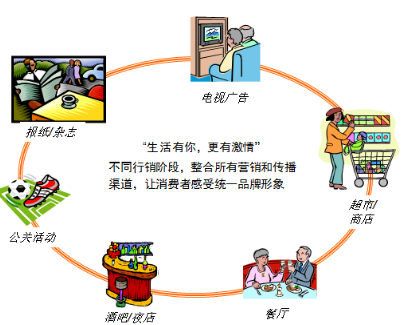 电视广告
报纸/杂志
“生活有你，更有激情”
不同行销阶段，整合所有营销和传播
渠道，让消费者感受统一品牌形象
超市/
商店
公关活动
餐厅
酒吧/夜店